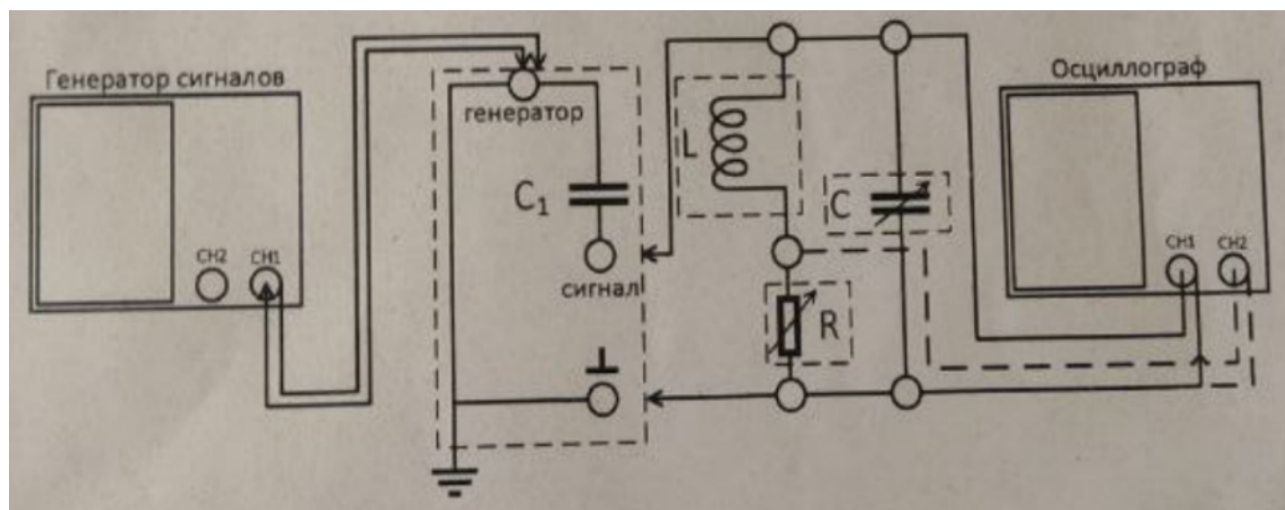 Генератор сигналов
CH2
CH1
генератор
C₁
сигнал
L
C
R
Осциллограф
CH1
CH2